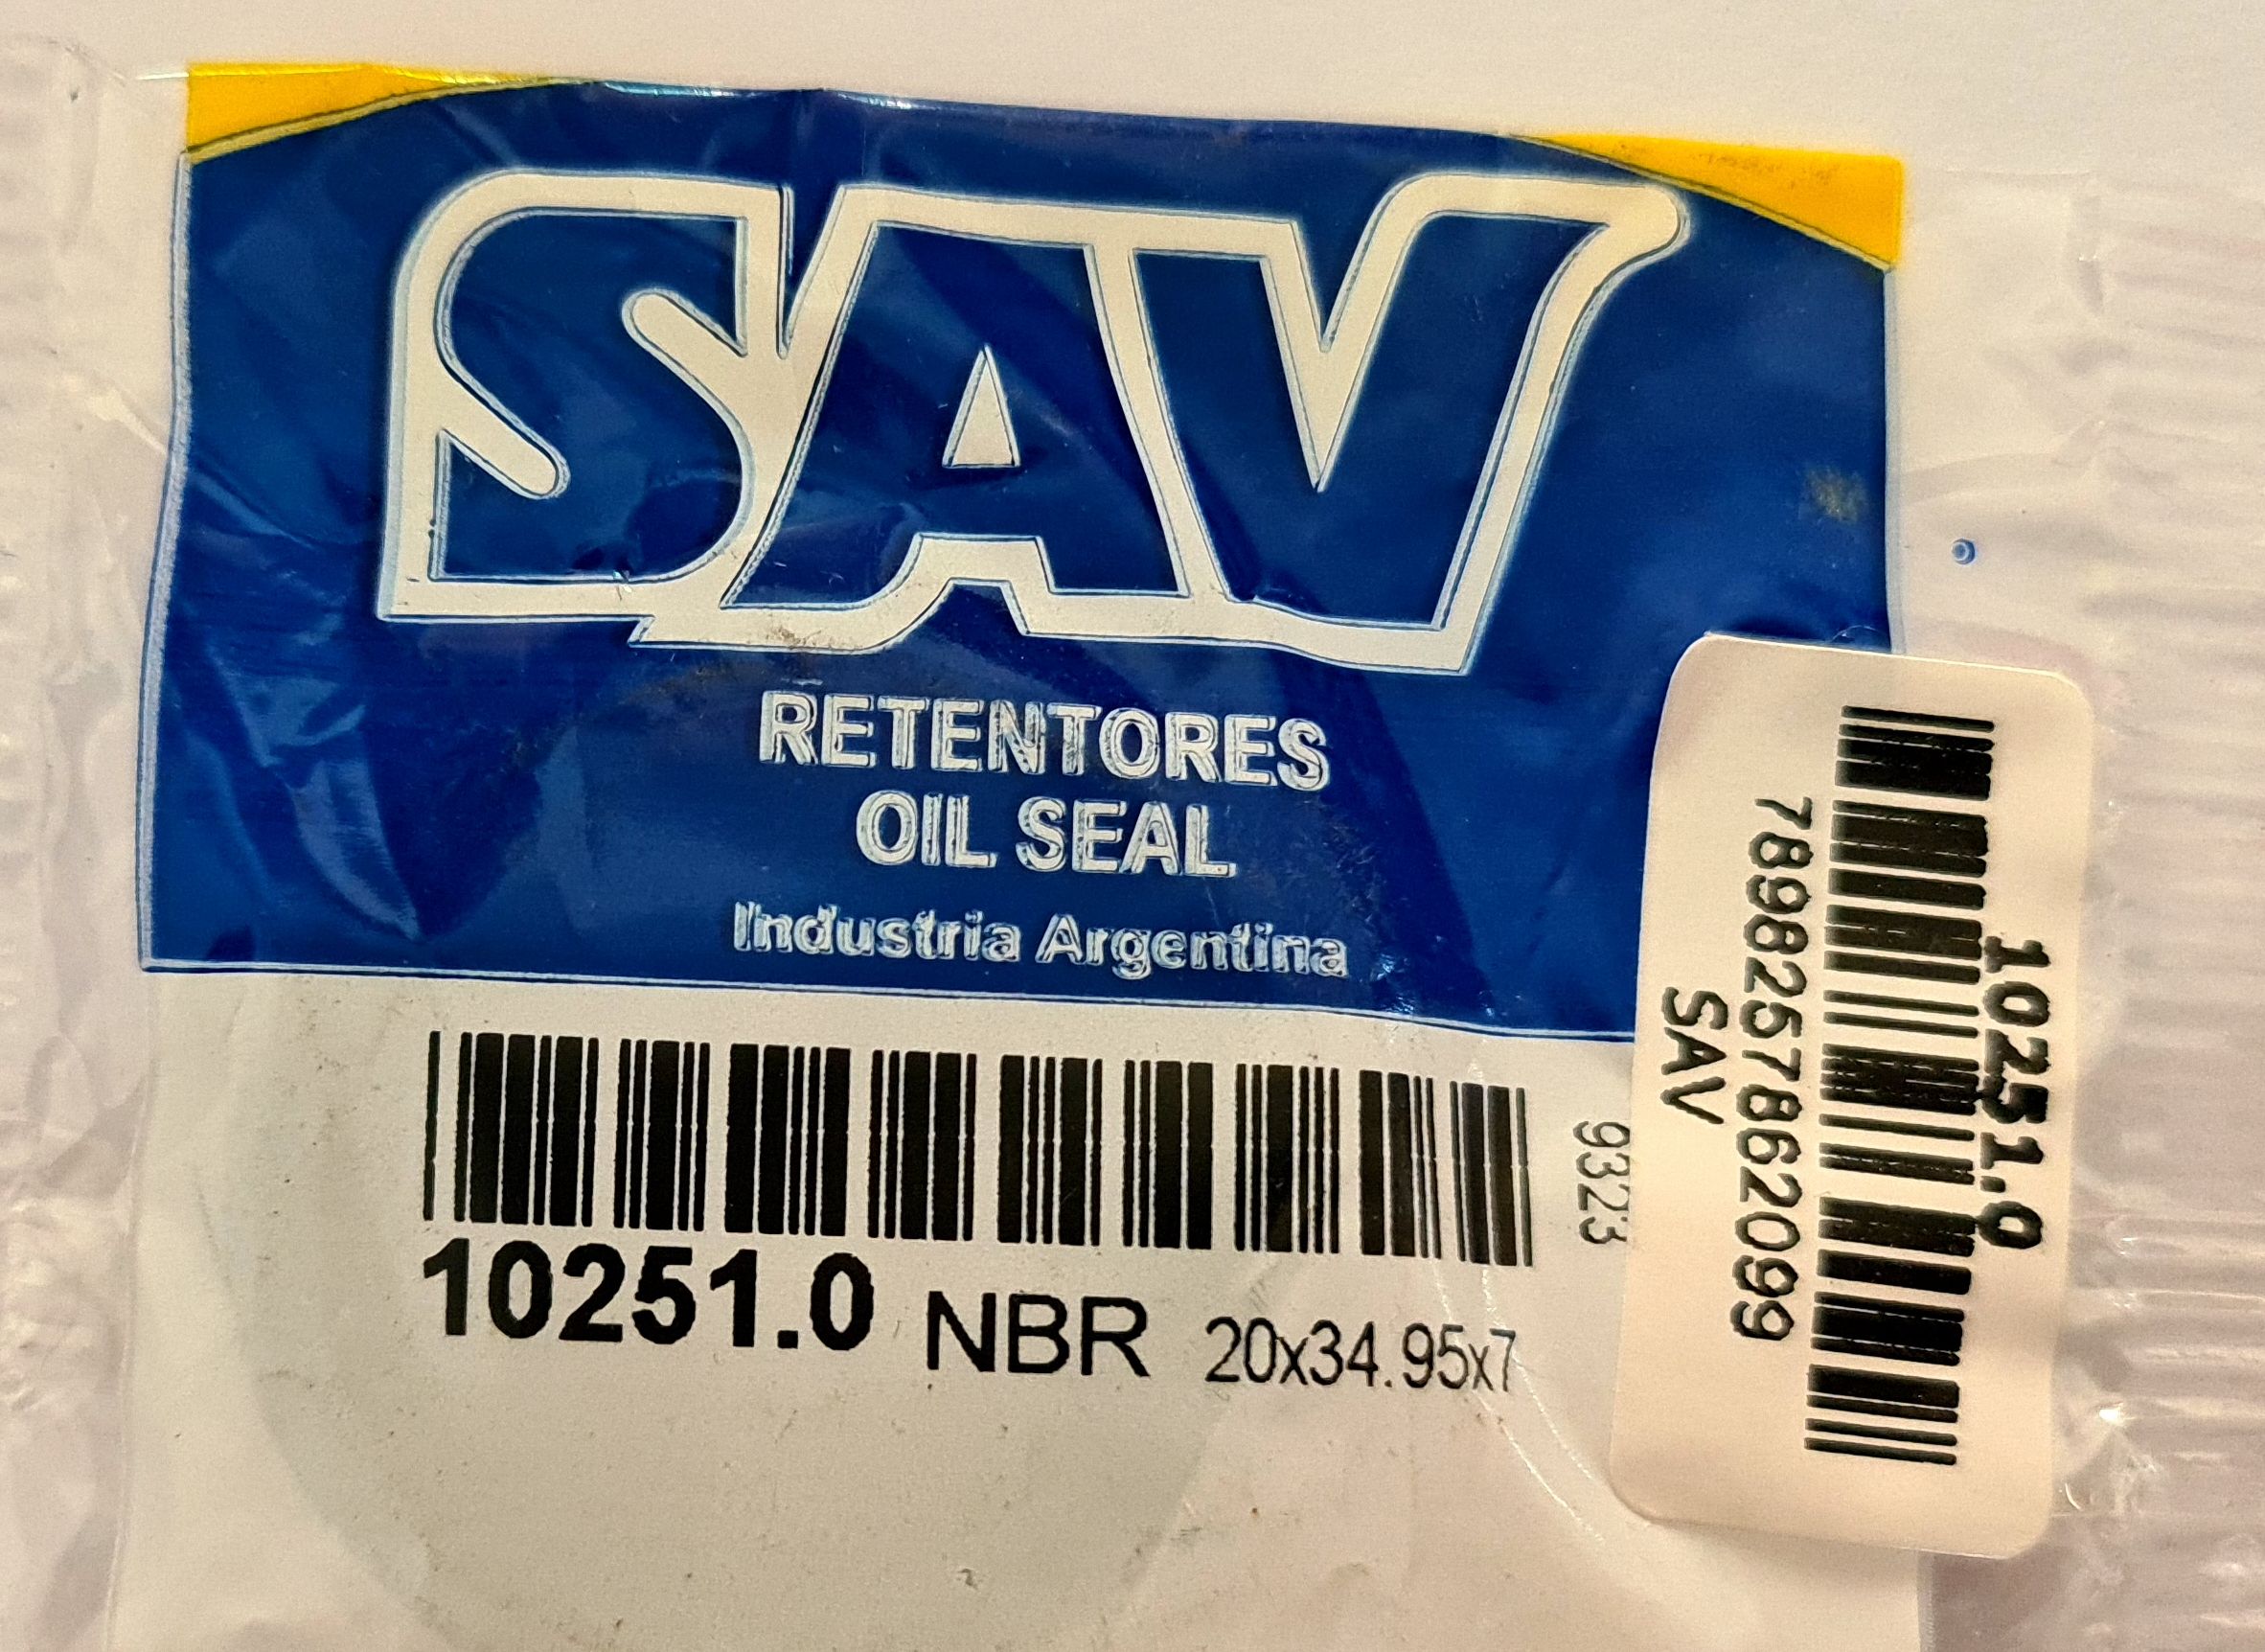 SAV
RETENTORES
OIL SEAL
Industria Argentina
9323
10251.0 NBR 20x34.95x7
10251.0
7898257862099
SAV